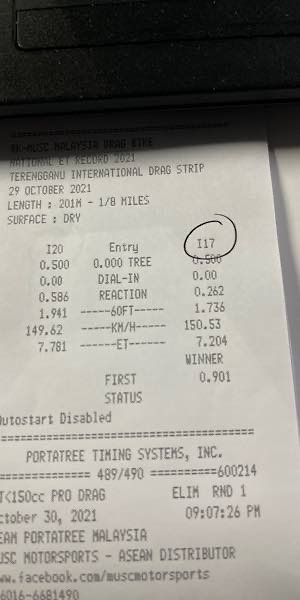 MUSC MALAYSIA DRAG BIKE
NATIONAL ET RECORD 2021
TERENGGANU INTERNATIONAL DRAG STRIP
29 OCTOBER 2021
LENGTH : 201M - 1/8 MILES
SURFACE : DRY
I20 Entry I17
0.500 0.000 TREE 0.500
0.00 DIAL-IN 0.00
0.586 REACTION 0.262
1.941 -----60FT----- 1.736
149.62 -----KM/H----- 150.53
7.781 ------ET------ 7.204
WINNER
FIRST 0.901
STATUS
utostart Disabled
======================================
PORTATREE TIMING SYSTEMS, INC.
============= 489/490 ==========600214
T<150cc PRO DRAG ELIM RND 1
ctober 30, 2021 09:07:26 PM
EAM PORTATREE MALAYSIA
USC MOTORSPORTS - ASEAN DISTRIBUTOR
ww.facebook.com/muscmotorsports
6016-6681490